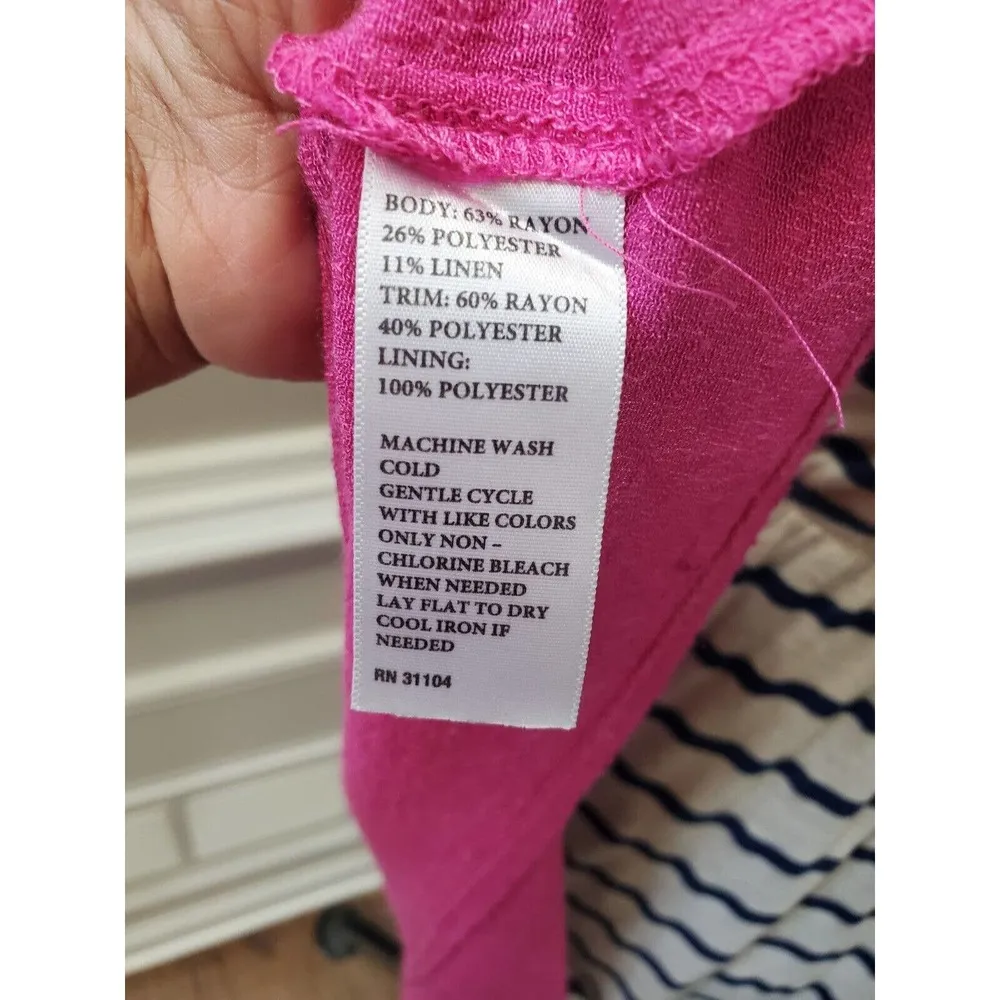 BODY: 63% RAYON
26% POLYESTER
11% LINEN
TRIM: 60% RAYON
40% POLYESTER
LINING:
100% POLYESTER
MACHINE WASH
COLD
GENTLE CYCLE
WITH LIKE COLORS
ONLY NON –
CHLORINE BLEACH
WHEN NEEDED
LAY FLAT TO DRY
COOL IRON IF
NEEDED
RN 31104